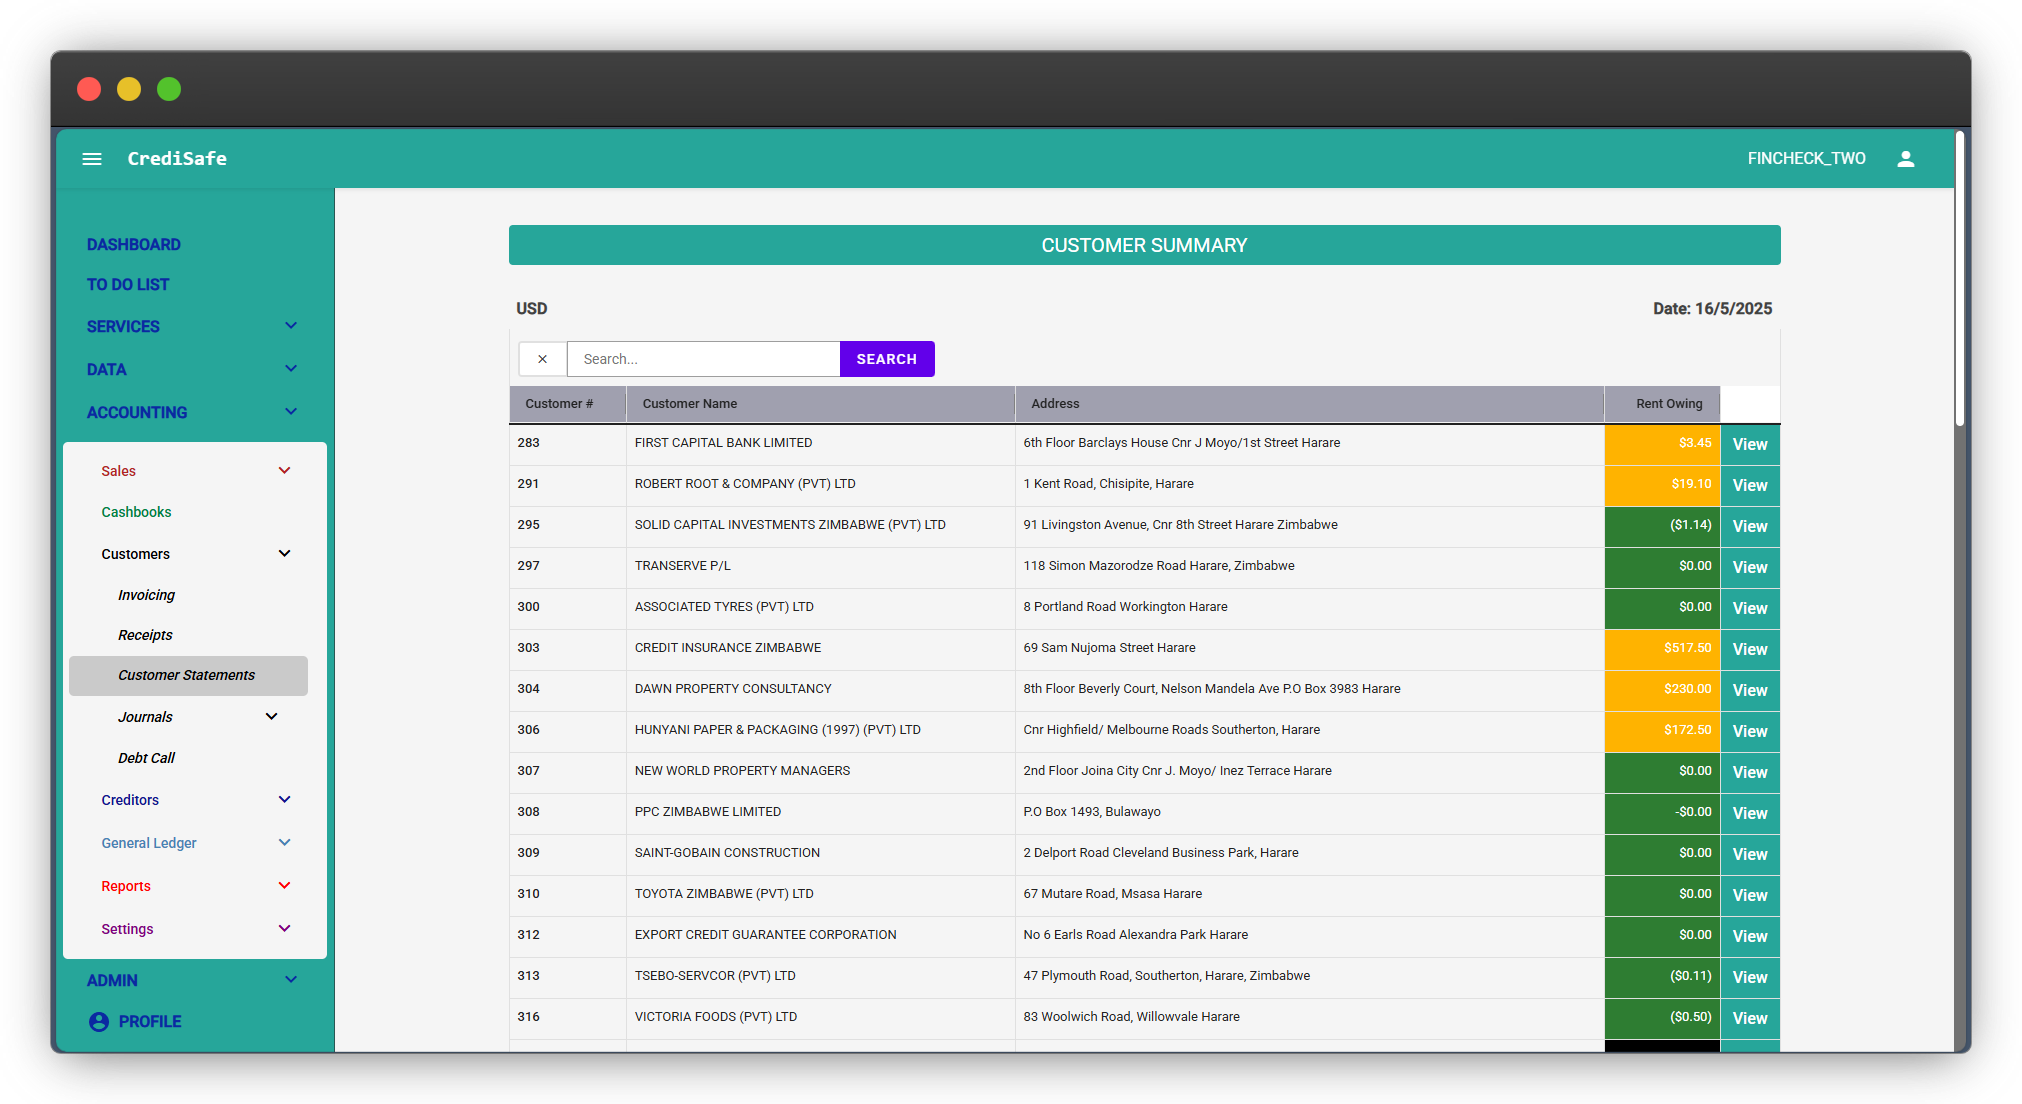 CrediSafe
FINCHECK_TWO
DASHBOARD
TO DO LIST
SERVICES
DATA
ACCOUNTING
Sales
Cashbooks
Customers
Invoicing
Receipts
Customer Statements
Journals
Debt Call
Creditors
General Ledger
Reports
Settings
ADMIN
PROFILE
CUSTOMER SUMMARY
USD Date: 16/5/2025
× Search... SEARCH
Customer # Customer Name Address Rent Owing
283 FIRST CAPITAL BANK LIMITED 6th Floor Barclays House Cnr J Moyo/1st Street Harare $3.45 View
291 ROBERT ROOT & COMPANY (PVT) LTD 1 Kent Road, Chisipite, Harare $19.10 View
295 SOLID CAPITAL INVESTMENTS ZIMBABWE (PVT) LTD 91 Livingston Avenue, Cnr 8th Street Harare Zimbabwe ($1.14) View
297 TRANSERVE P/L 118 Simon Mazorodze Road Harare, Zimbabwe $0.00 View
300 ASSOCIATED TYRES (PVT) LTD 8 Portland Road Workington Harare $0.00 View
303 CREDIT INSURANCE ZIMBABWE 69 Sam Nujoma Street Harare $517.50 View
304 DAWN PROPERTY CONSULTANCY 8th Floor Beverly Court, Nelson Mandela Ave P.O Box 3983 Harare $230.00 View
306 HUNYANI PAPER & PACKAGING (1997) (PVT) LTD Cnr Highfield/ Melbourne Roads Southerton, Harare $172.50 View
307 NEW WORLD PROPERTY MANAGERS 2nd Floor Joina City Cnr J. Moyo/ Inez Terrace Harare $0.00 View
308 PPC ZIMBABWE LIMITED P.O Box 1493, Bulawayo -$0.00 View
309 SAINT-GOBAIN CONSTRUCTION 2 Delport Road Cleveland Business Park, Harare $0.00 View
310 TOYOTA ZIMBABWE (PVT) LTD 67 Mutare Road, Msasa Harare $0.00 View
312 EXPORT CREDIT GUARANTEE CORPORATION No 6 Earls Road Alexandra Park Harare $0.00 View
313 TSEBO-SERVCOR (PVT) LTD 47 Plymouth Road, Southerton, Harare, Zimbabwe ($0.11) View
316 VICTORIA FOODS (PVT) LTD 83 Woolwich Road, Willowvale Harare ($0.50) View